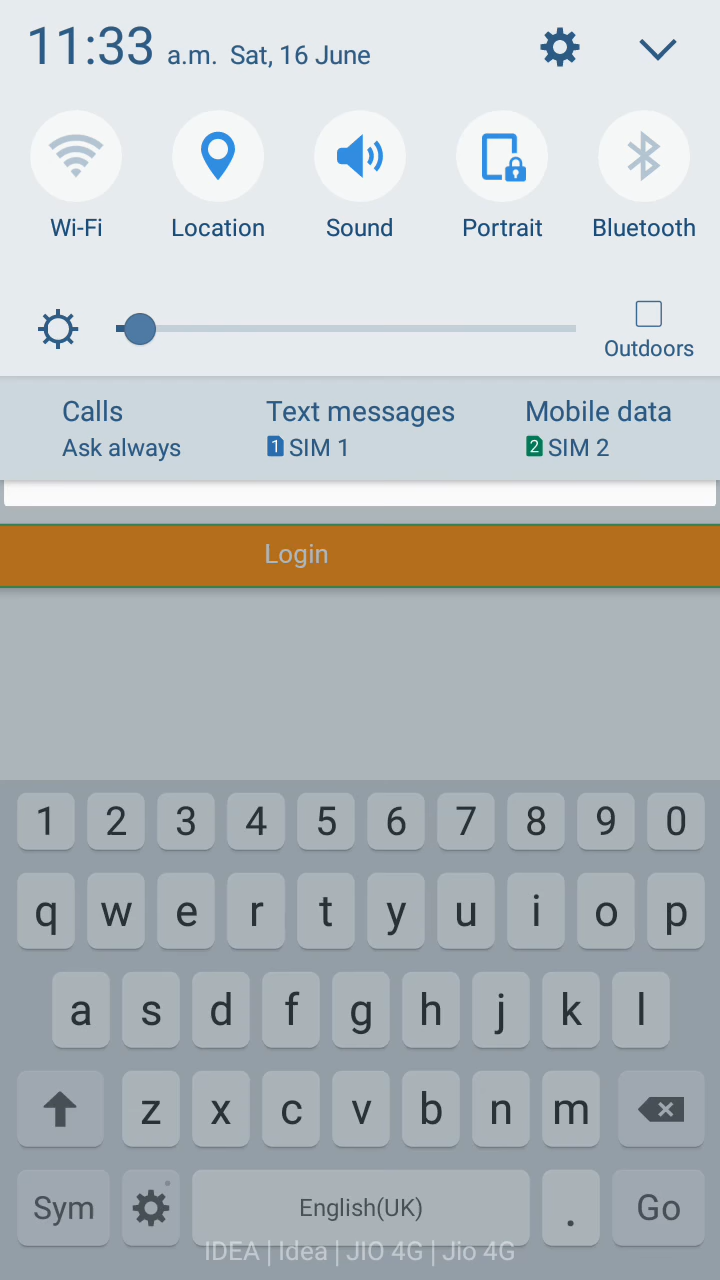 11:33 a.m. Sat, 16 June
Wi-Fi Location Sound Portrait Bluetooth
Outdoors
Calls Text messages Mobile data
Ask always 1 SIM 1 2 SIM 2
Login
1 2 3 4 5 6 7 8 9 0
q w e r t y u i o p
a s d f g h j k l
z x c v b n m
Sym English(UK) . Go
IDEA | Idea | JIO 4G | Jio 4G